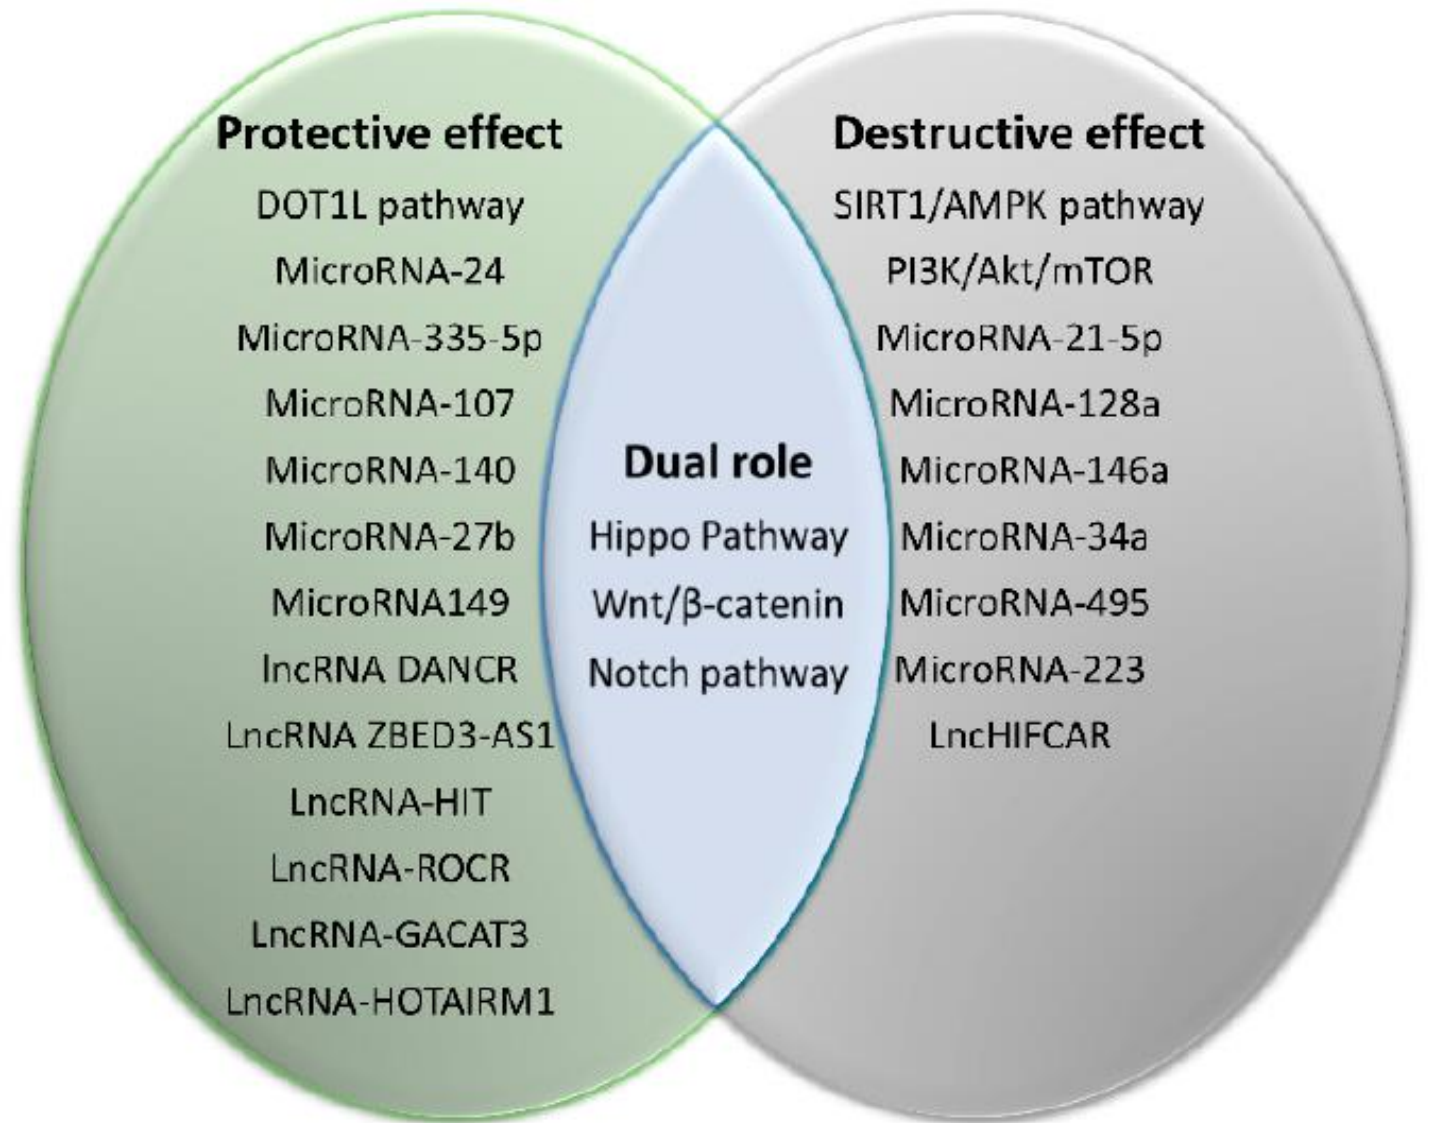 Protective effect
DOT1L pathway
MicroRNA-24
MicroRNA-335-5p
MicroRNA-107
MicroRNA-140
MicroRNA-27b
MicroRNA149
lncRNA DANCR
LncRNA ZBED3-AS1
LncRNA-HIT
LncRNA-ROCR
LncRNA-GACAT3
LncRNA-HOTAIRM1
Dual role
Hippo Pathway
Wnt/β-catenin
Notch pathway
Destructive effect
SIRT1/AMPK pathway
PI3K/Akt/mTOR
MicroRNA-21-5p
MicroRNA-128a
MicroRNA-146a
MicroRNA-34a
MicroRNA-495
MicroRNA-223
LncHIFCAR